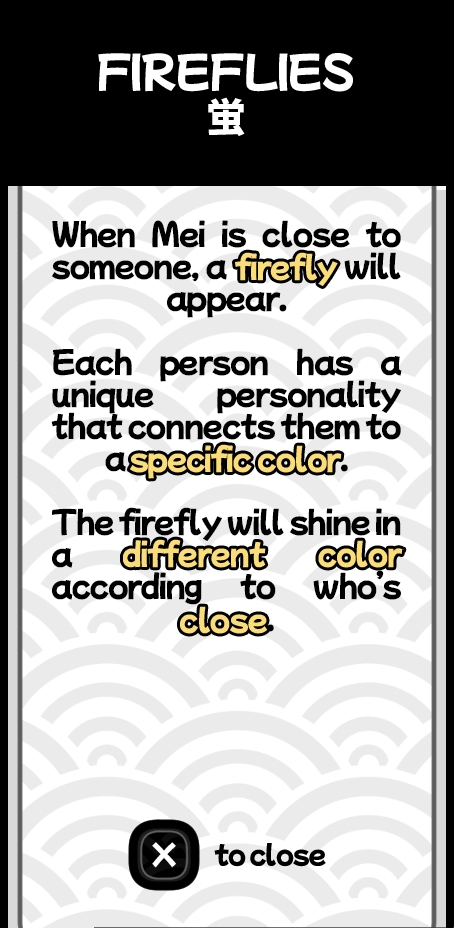 FIREFLIES
蛍
When Mei is close to
someone, a firefly will
appear.
Each person has a
unique personality
that connects them to
a specific color.
The firefly will shine in
a different color
according to who's
close.
X to close